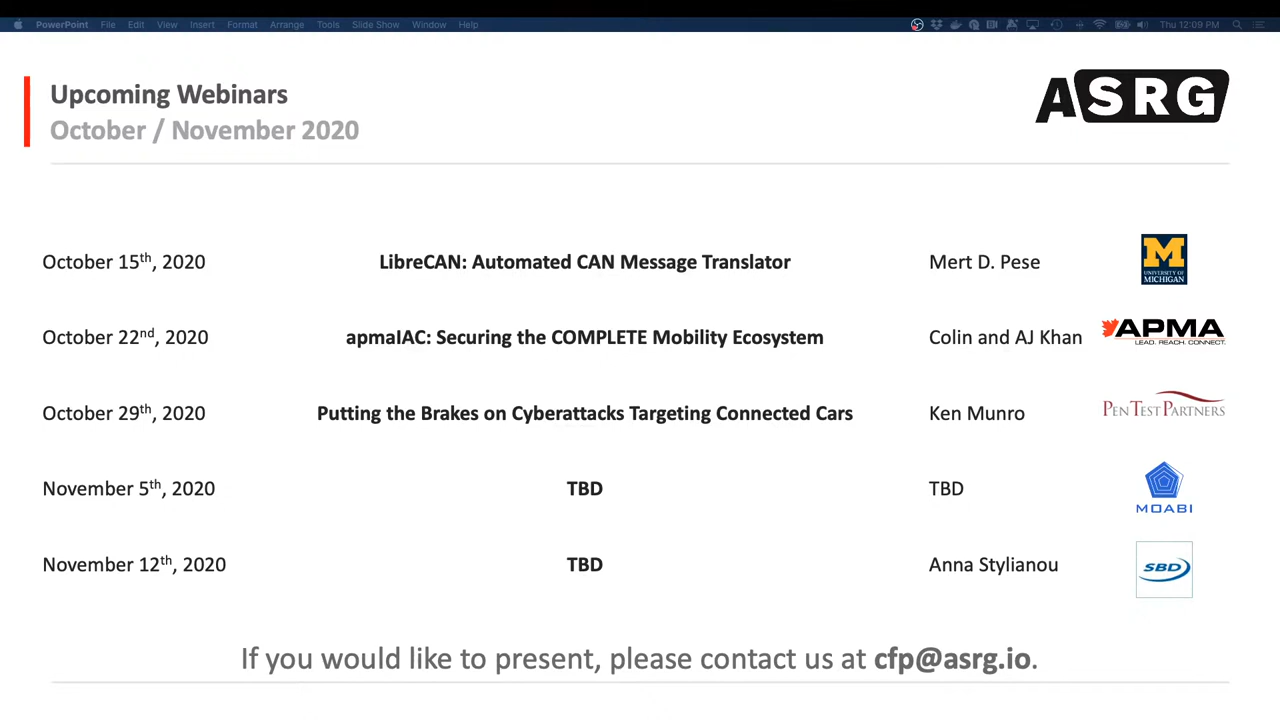 PowerPoint File Edit View Insert Format Arrange Tools Slide Show Window Help Thu 12:09 PM
Upcoming Webinars
October / November 2020
ASRG
October 15th, 2020 LibreCAN: Automated CAN Message Translator Mert D. Pese
M
UNIVERSITY OF
MICHIGAN
October 22nd, 2020 apmaIAC: Securing the COMPLETE Mobility Ecosystem Colin and AJ Khan APMA
LEAD. REACH. CONNECT.
October 29th, 2020 Putting the Brakes on Cyberattacks Targeting Connected Cars Ken Munro PEN TEST PARTNERS
November 5th, 2020 TBD TBD
MOABI
November 12th, 2020 TBD Anna Stylianou SBD
If you would like to present, please contact us at cfp@asrg.io.